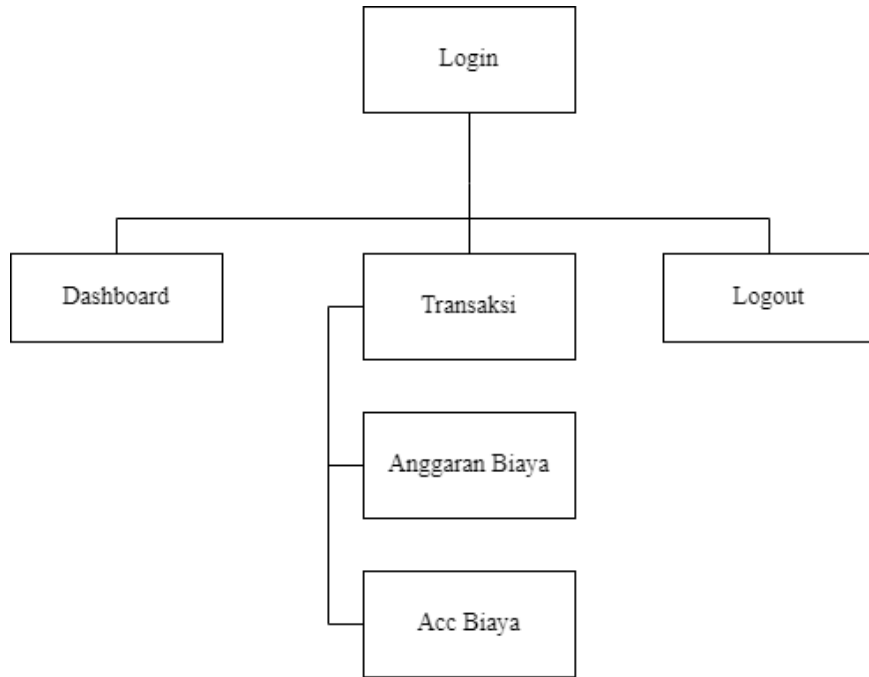 Login
Dashboard
Transaksi
Logout
Anggaran Biaya
Acc Biaya